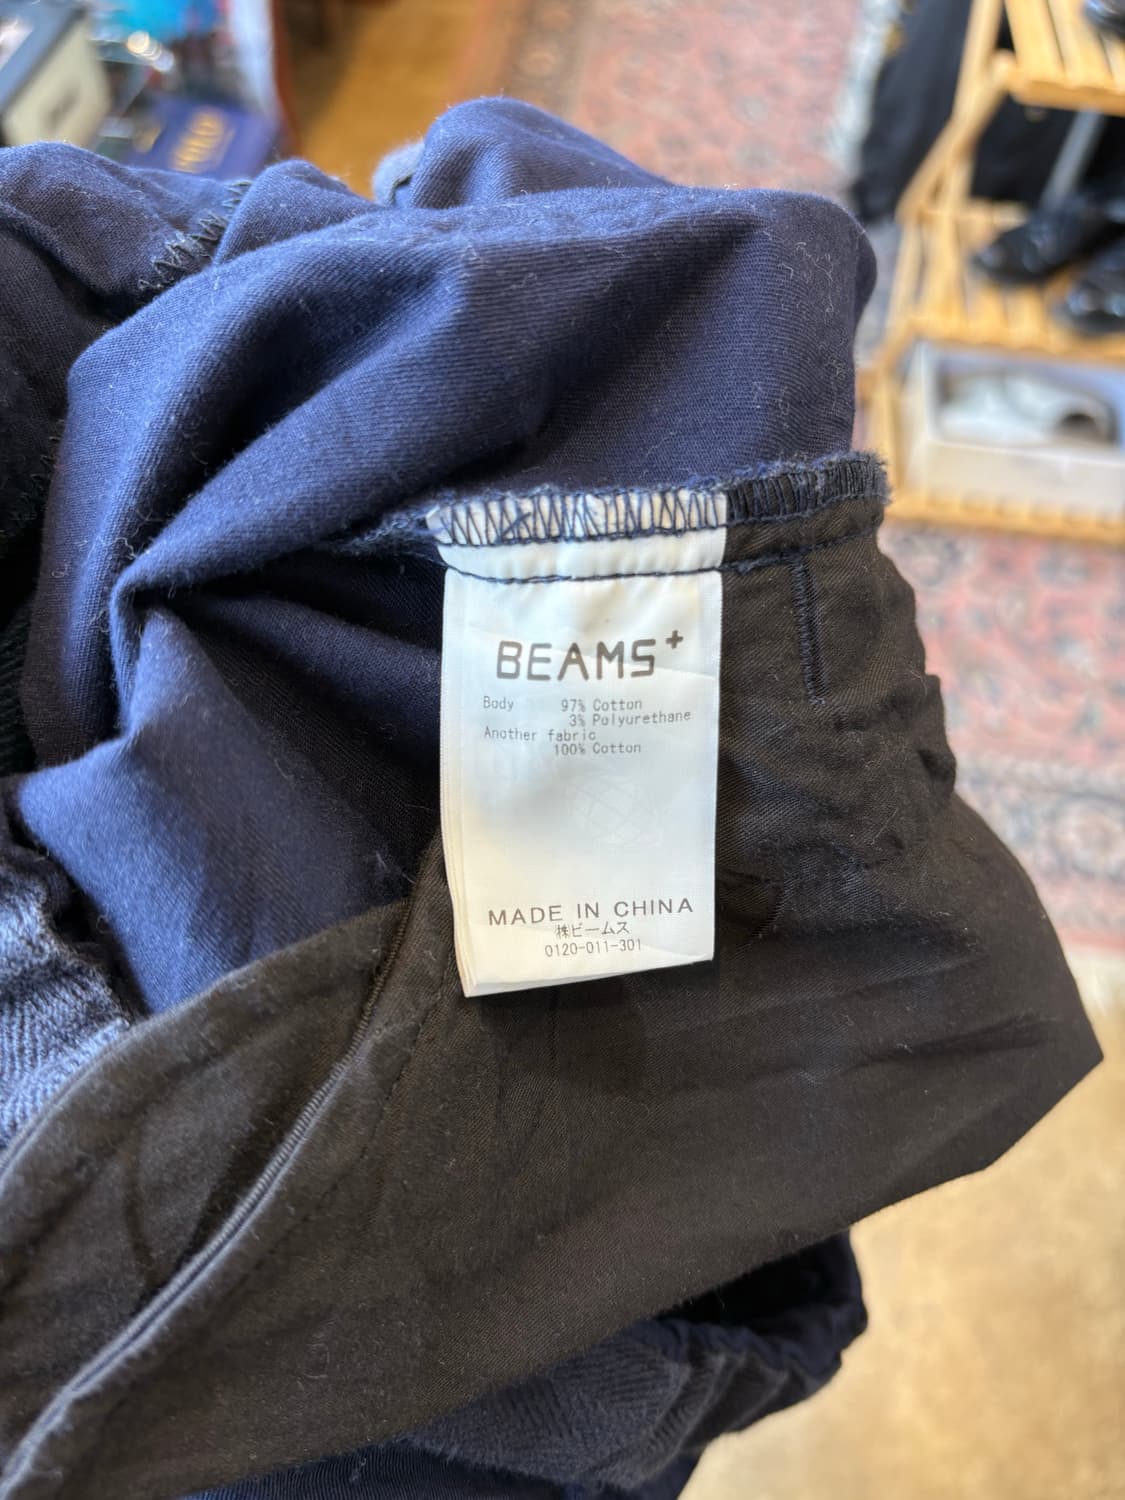 BEAMS+
Body 97% Cotton
3% Polyurethane
Another fabric
100% Cotton
MADE IN CHINA
㈱ビームス
0120-011-301